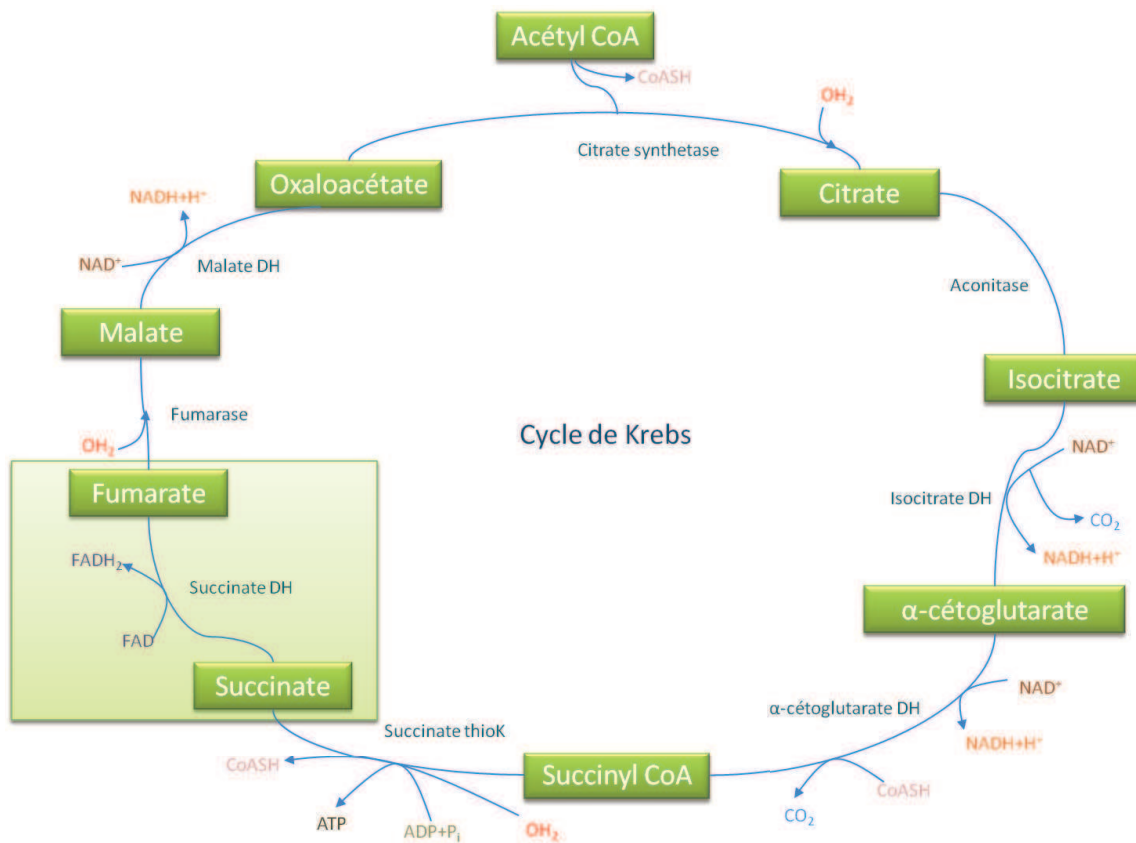 Acétyl CoA
CoASH
OH₂
Citrate synthetase
Oxaloacétate
Citrate
NADH+H⁺
NAD⁺
Malate DH
Aconitase
Malate
Isocitrate
Fumarase
OH₂
Cycle de Krebs
NAD⁺
Fumarate
Isocitrate DH
CO₂
FADH₂
NADH+H⁺
Succinate DH
FAD
α-cétoglutarate
Succinate
NAD⁺
α-cétoglutarate DH
Succinate thioK
NADH+H⁺
CoASH
Succinyl CoA
CoASH
CO₂
ATP
ADP+Pᵢ
OH₂